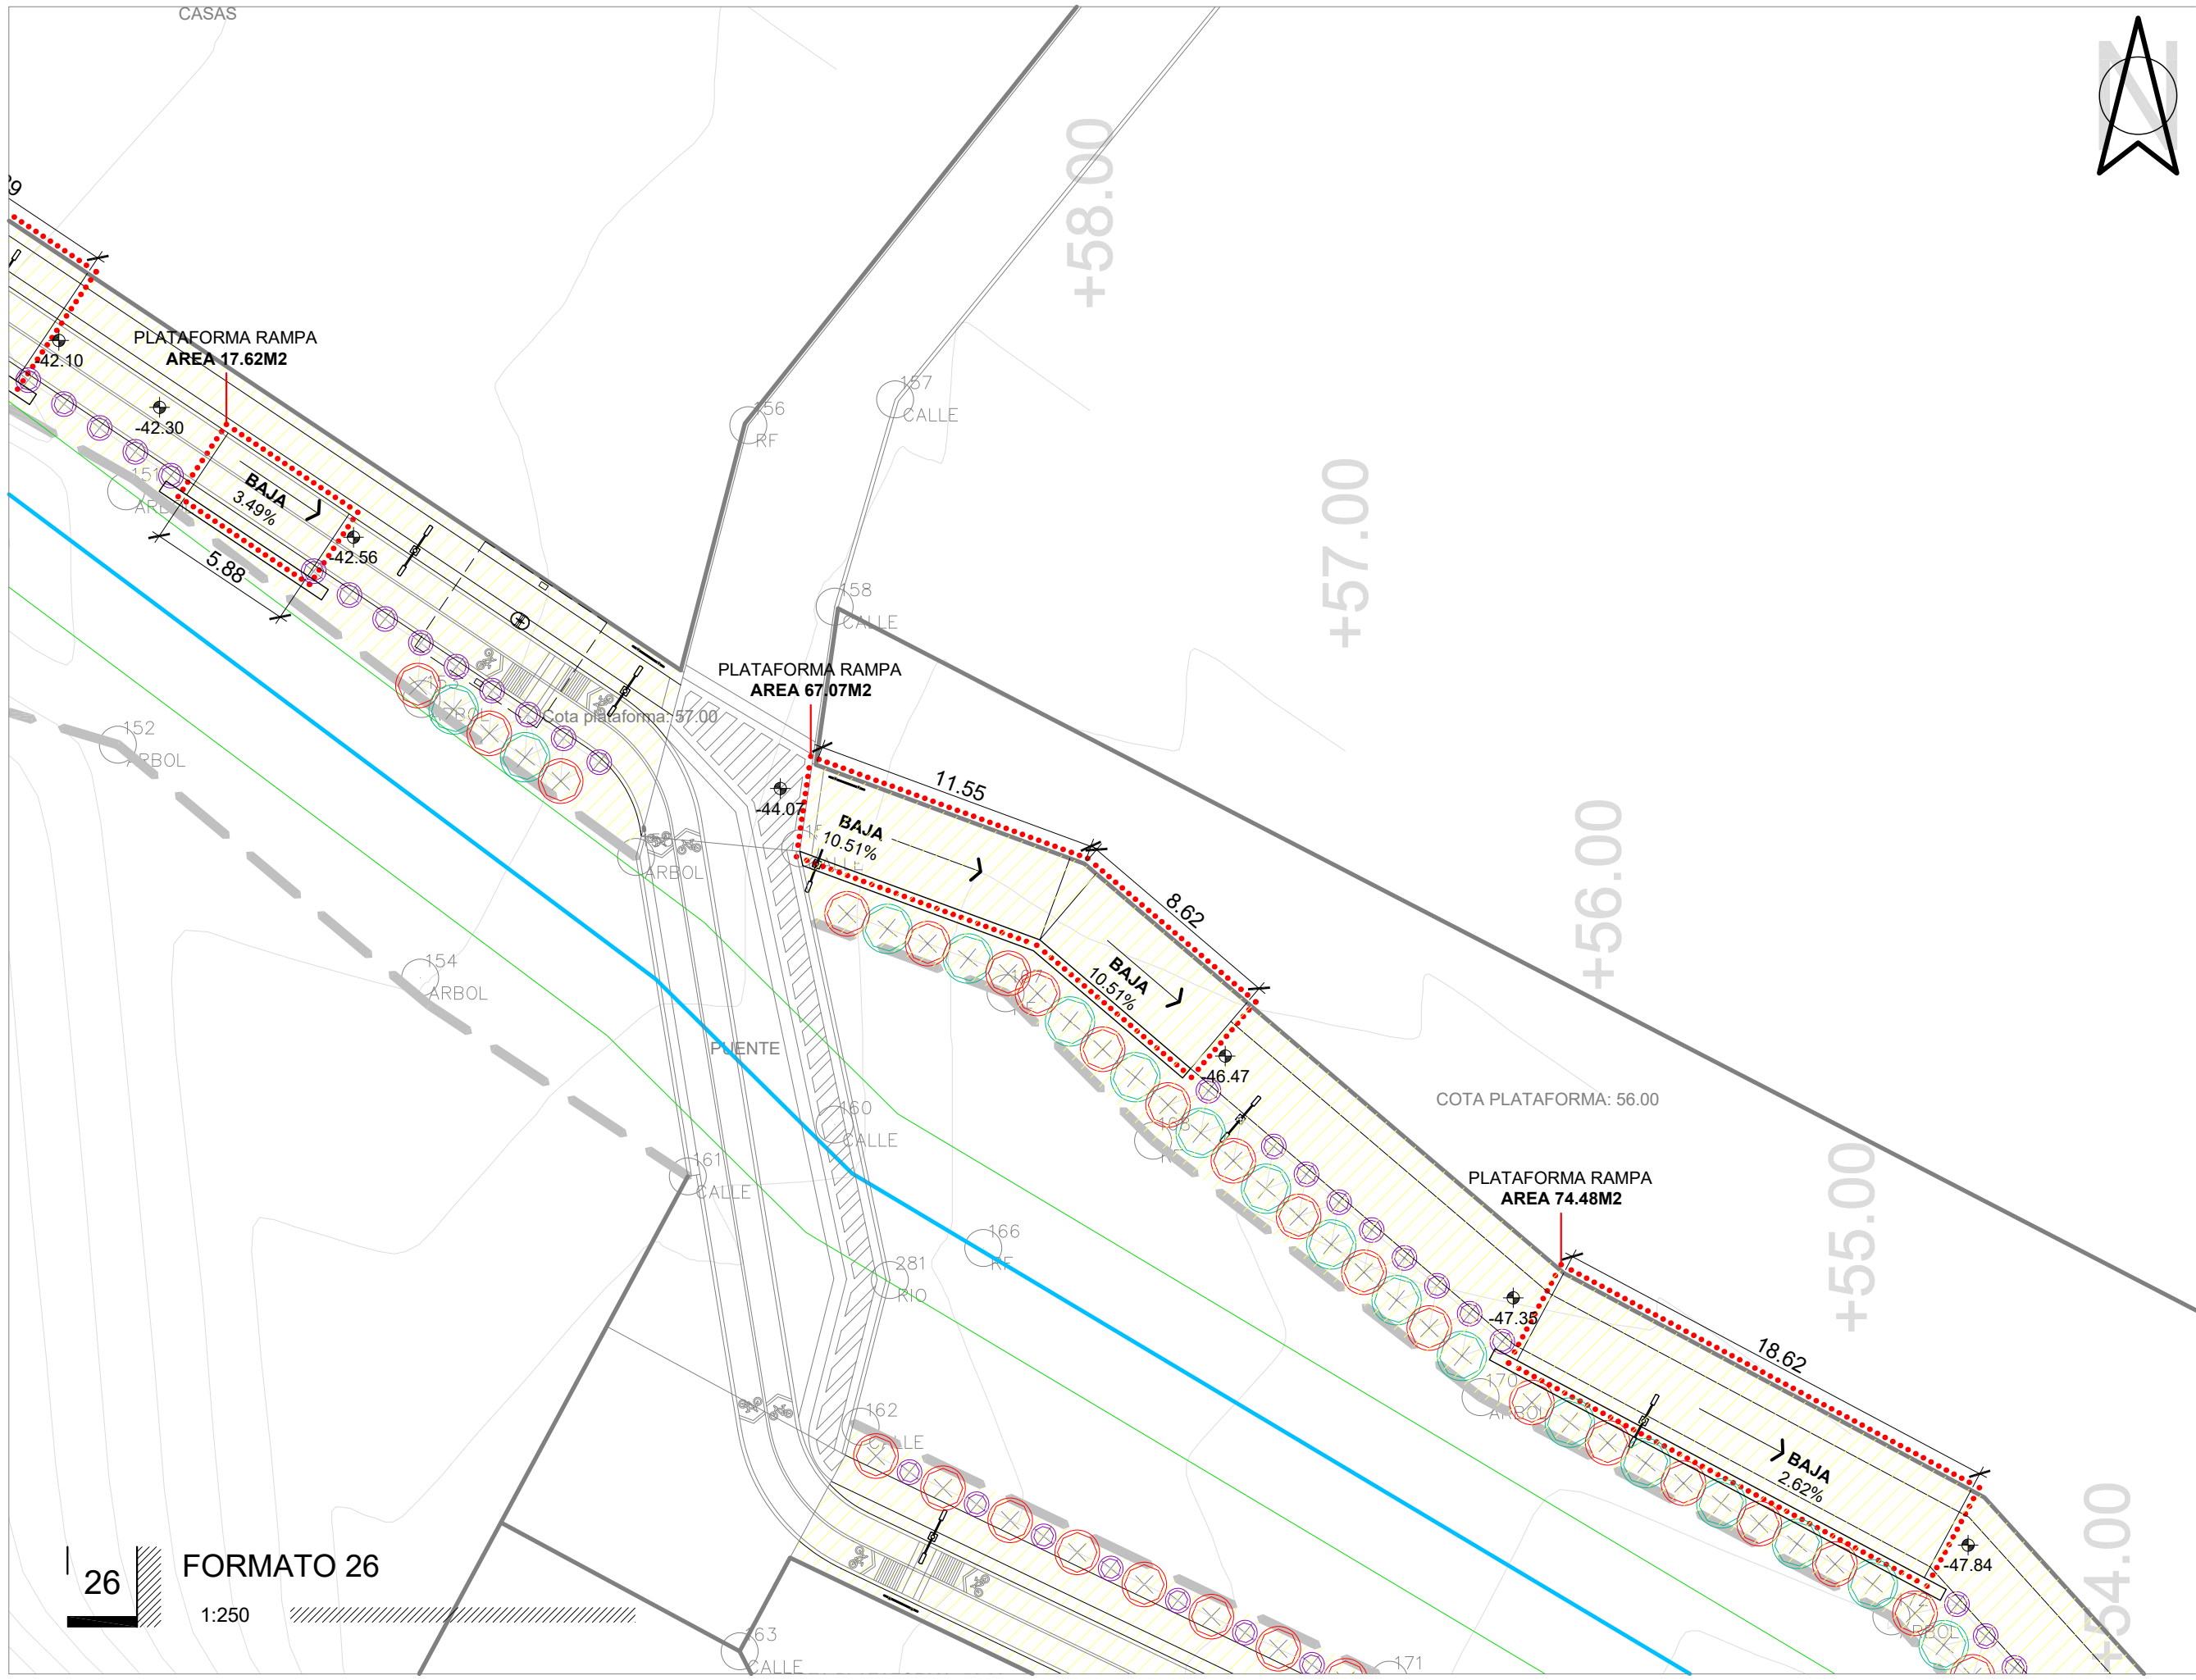 CASAS
N
+58.00
PLATAFORMA RAMPA
AREA 17.62M2
-42.10
-42.30
157
CALLE
156
RF
151
BAJA
3.49%
-42.56
5.88
+57.00
158
CALLE
PLATAFORMA RAMPA
AREA 67.07M2
Cota plataforma: 57.00
152
ARBOL
11.55
-44.07
BAJA
10.51%
ARBOL
8.62
+56.00
154
ARBOL
BAJA
10.51%
PUENTE
-46.47
COTA PLATAFORMA: 56.00
160
CALLE
161
CALLE
PLATAFORMA RAMPA
AREA 74.48M2
+55.00
166
RF
281
RIO
-47.35
18.62
170
162
CALLE
BAJA
2.62%
-47.84
+54.00
26
FORMATO 26
1:250
163
CALLE
171
ARBOL